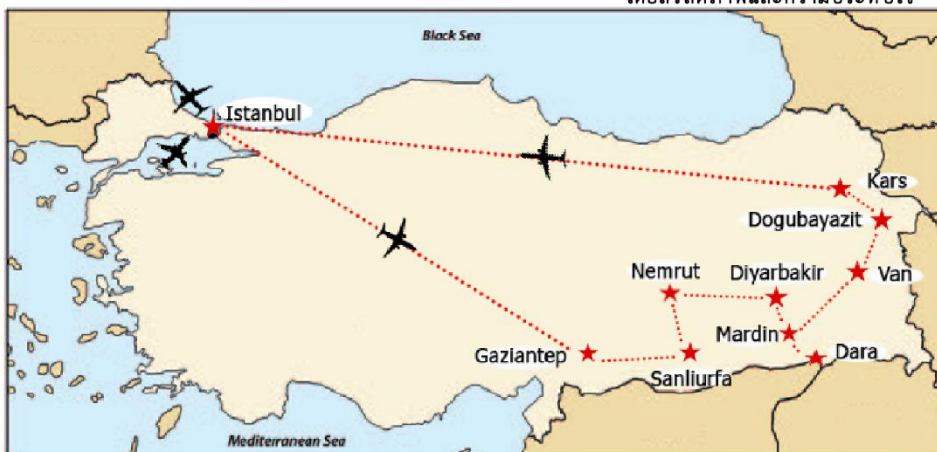 Black Sea
Istanbul
Kars
Dogubayazit
Nemrut
Diyarbakir
Van
Mardin
Gaziantep
Dara
Sanliurfa
Mediterranean Sea